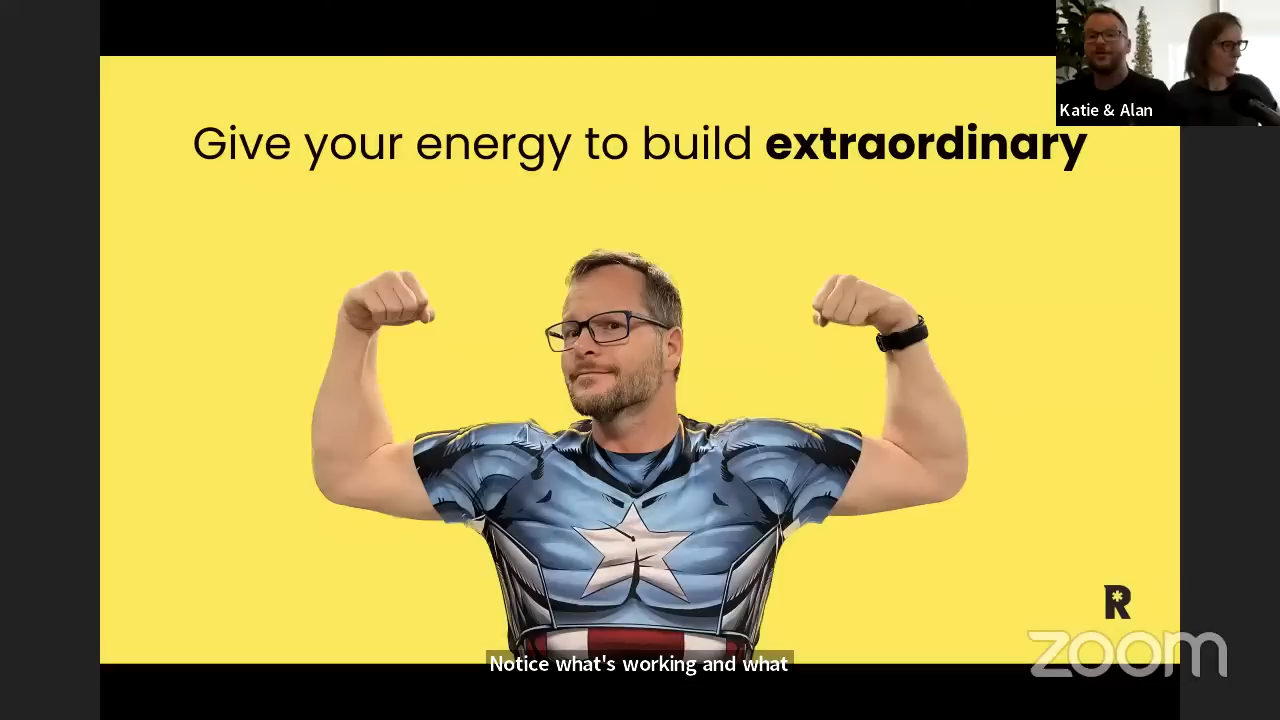 Katie & Alan
Give your energy to build extraordinary
R
zoom
Notice what's working and what